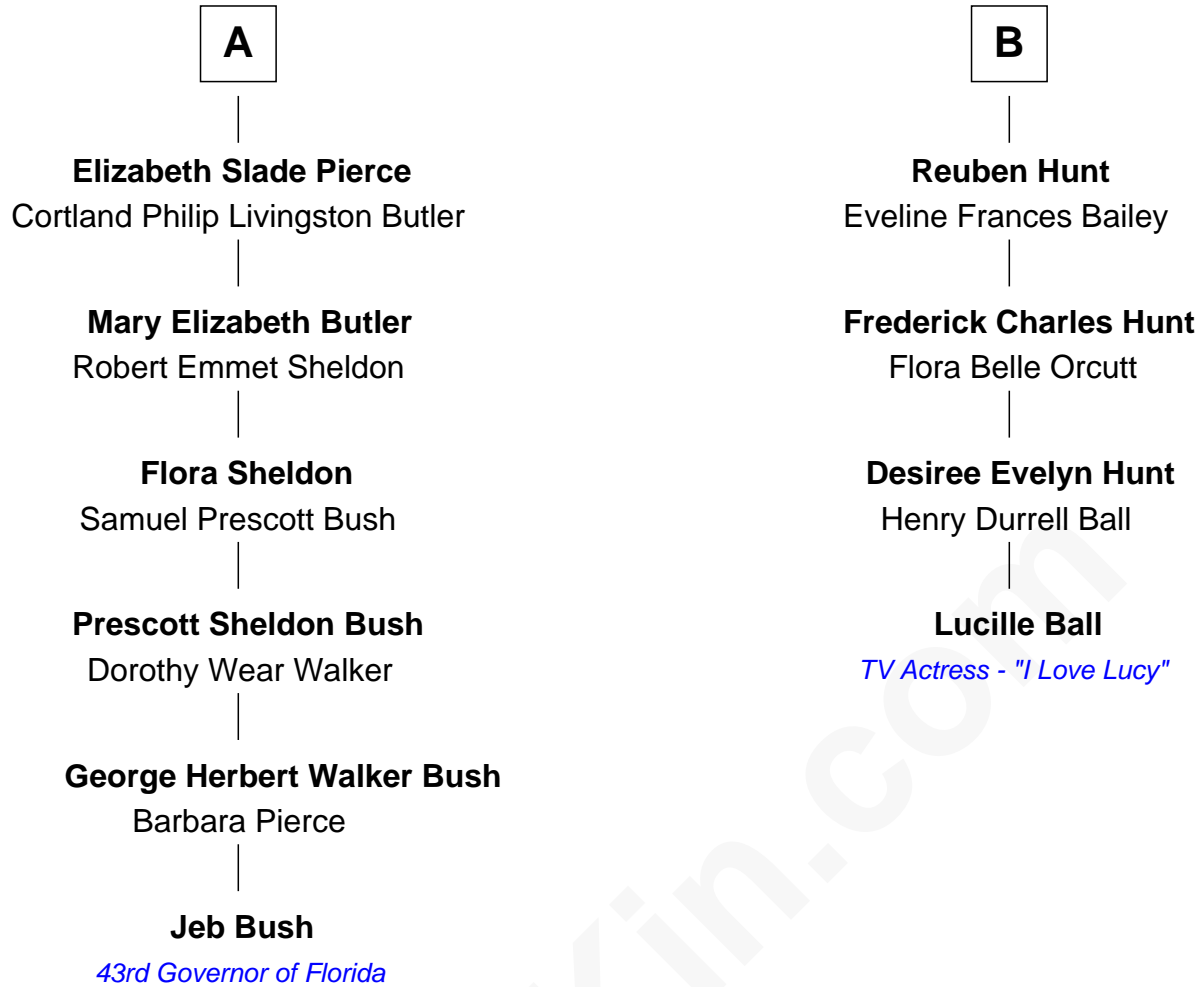 A
Elizabeth Slade Pierce
Cortland Philip Livingston Butler
Mary Elizabeth Butler
Robert Emmet Sheldon
Flora Sheldon
Samuel Prescott Bush
Prescott Sheldon Bush
Dorothy Wear Walker
George Herbert Walker Bush
Barbara Pierce
Jeb Bush
43rd Governor of Florida
B
Reuben Hunt
Eveline Frances Bailey
Frederick Charles Hunt
Flora Belle Orcutt
Desiree Evelyn Hunt
Henry Durrell Ball
Lucille Ball
TV Actress - "I Love Lucy"
Kin.com